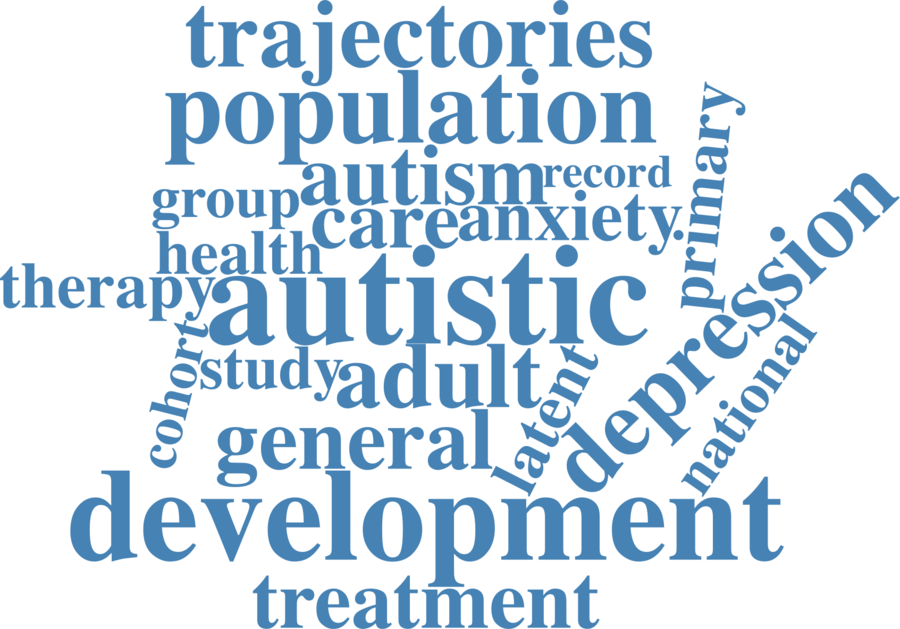 trajectories
population
primary
autism
record
group
care
anxiety
depression
health
therapy
autistic
cohort
study
adult
latent
national
general
development
treatment